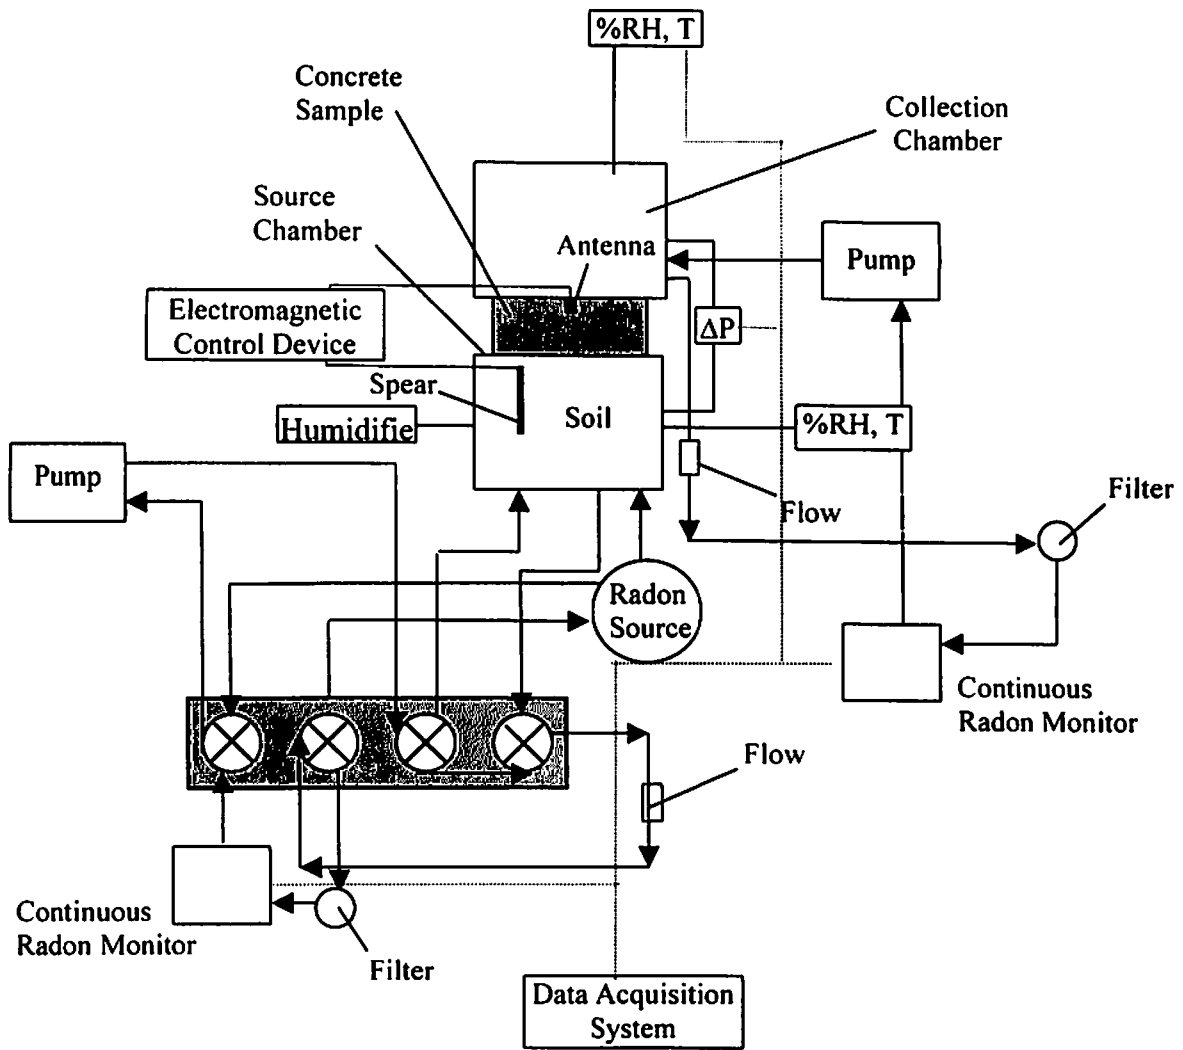 %RH, T
Concrete
Sample
Collection
Chamber
Source
Chamber
Antenna
Pump
Electromagnetic
Control Device
ΔP
Spear
Soil
Humidifie
%RH, T
Pump
Flow
Filter
Radon
Source
Continuous
Radon Monitor
Flow
Continuous
Radon Monitor
Filter
Data Acquisition
System